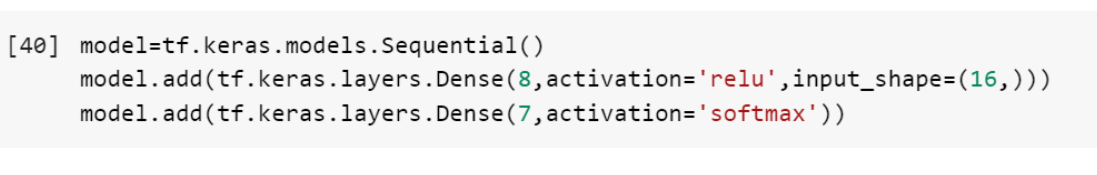 [40] model=tf.keras.models.Sequential()
model.add(tf.keras.layers.Dense(8,activation='relu',input_shape=(16,)))
model.add(tf.keras.layers.Dense(7,activation='softmax'))